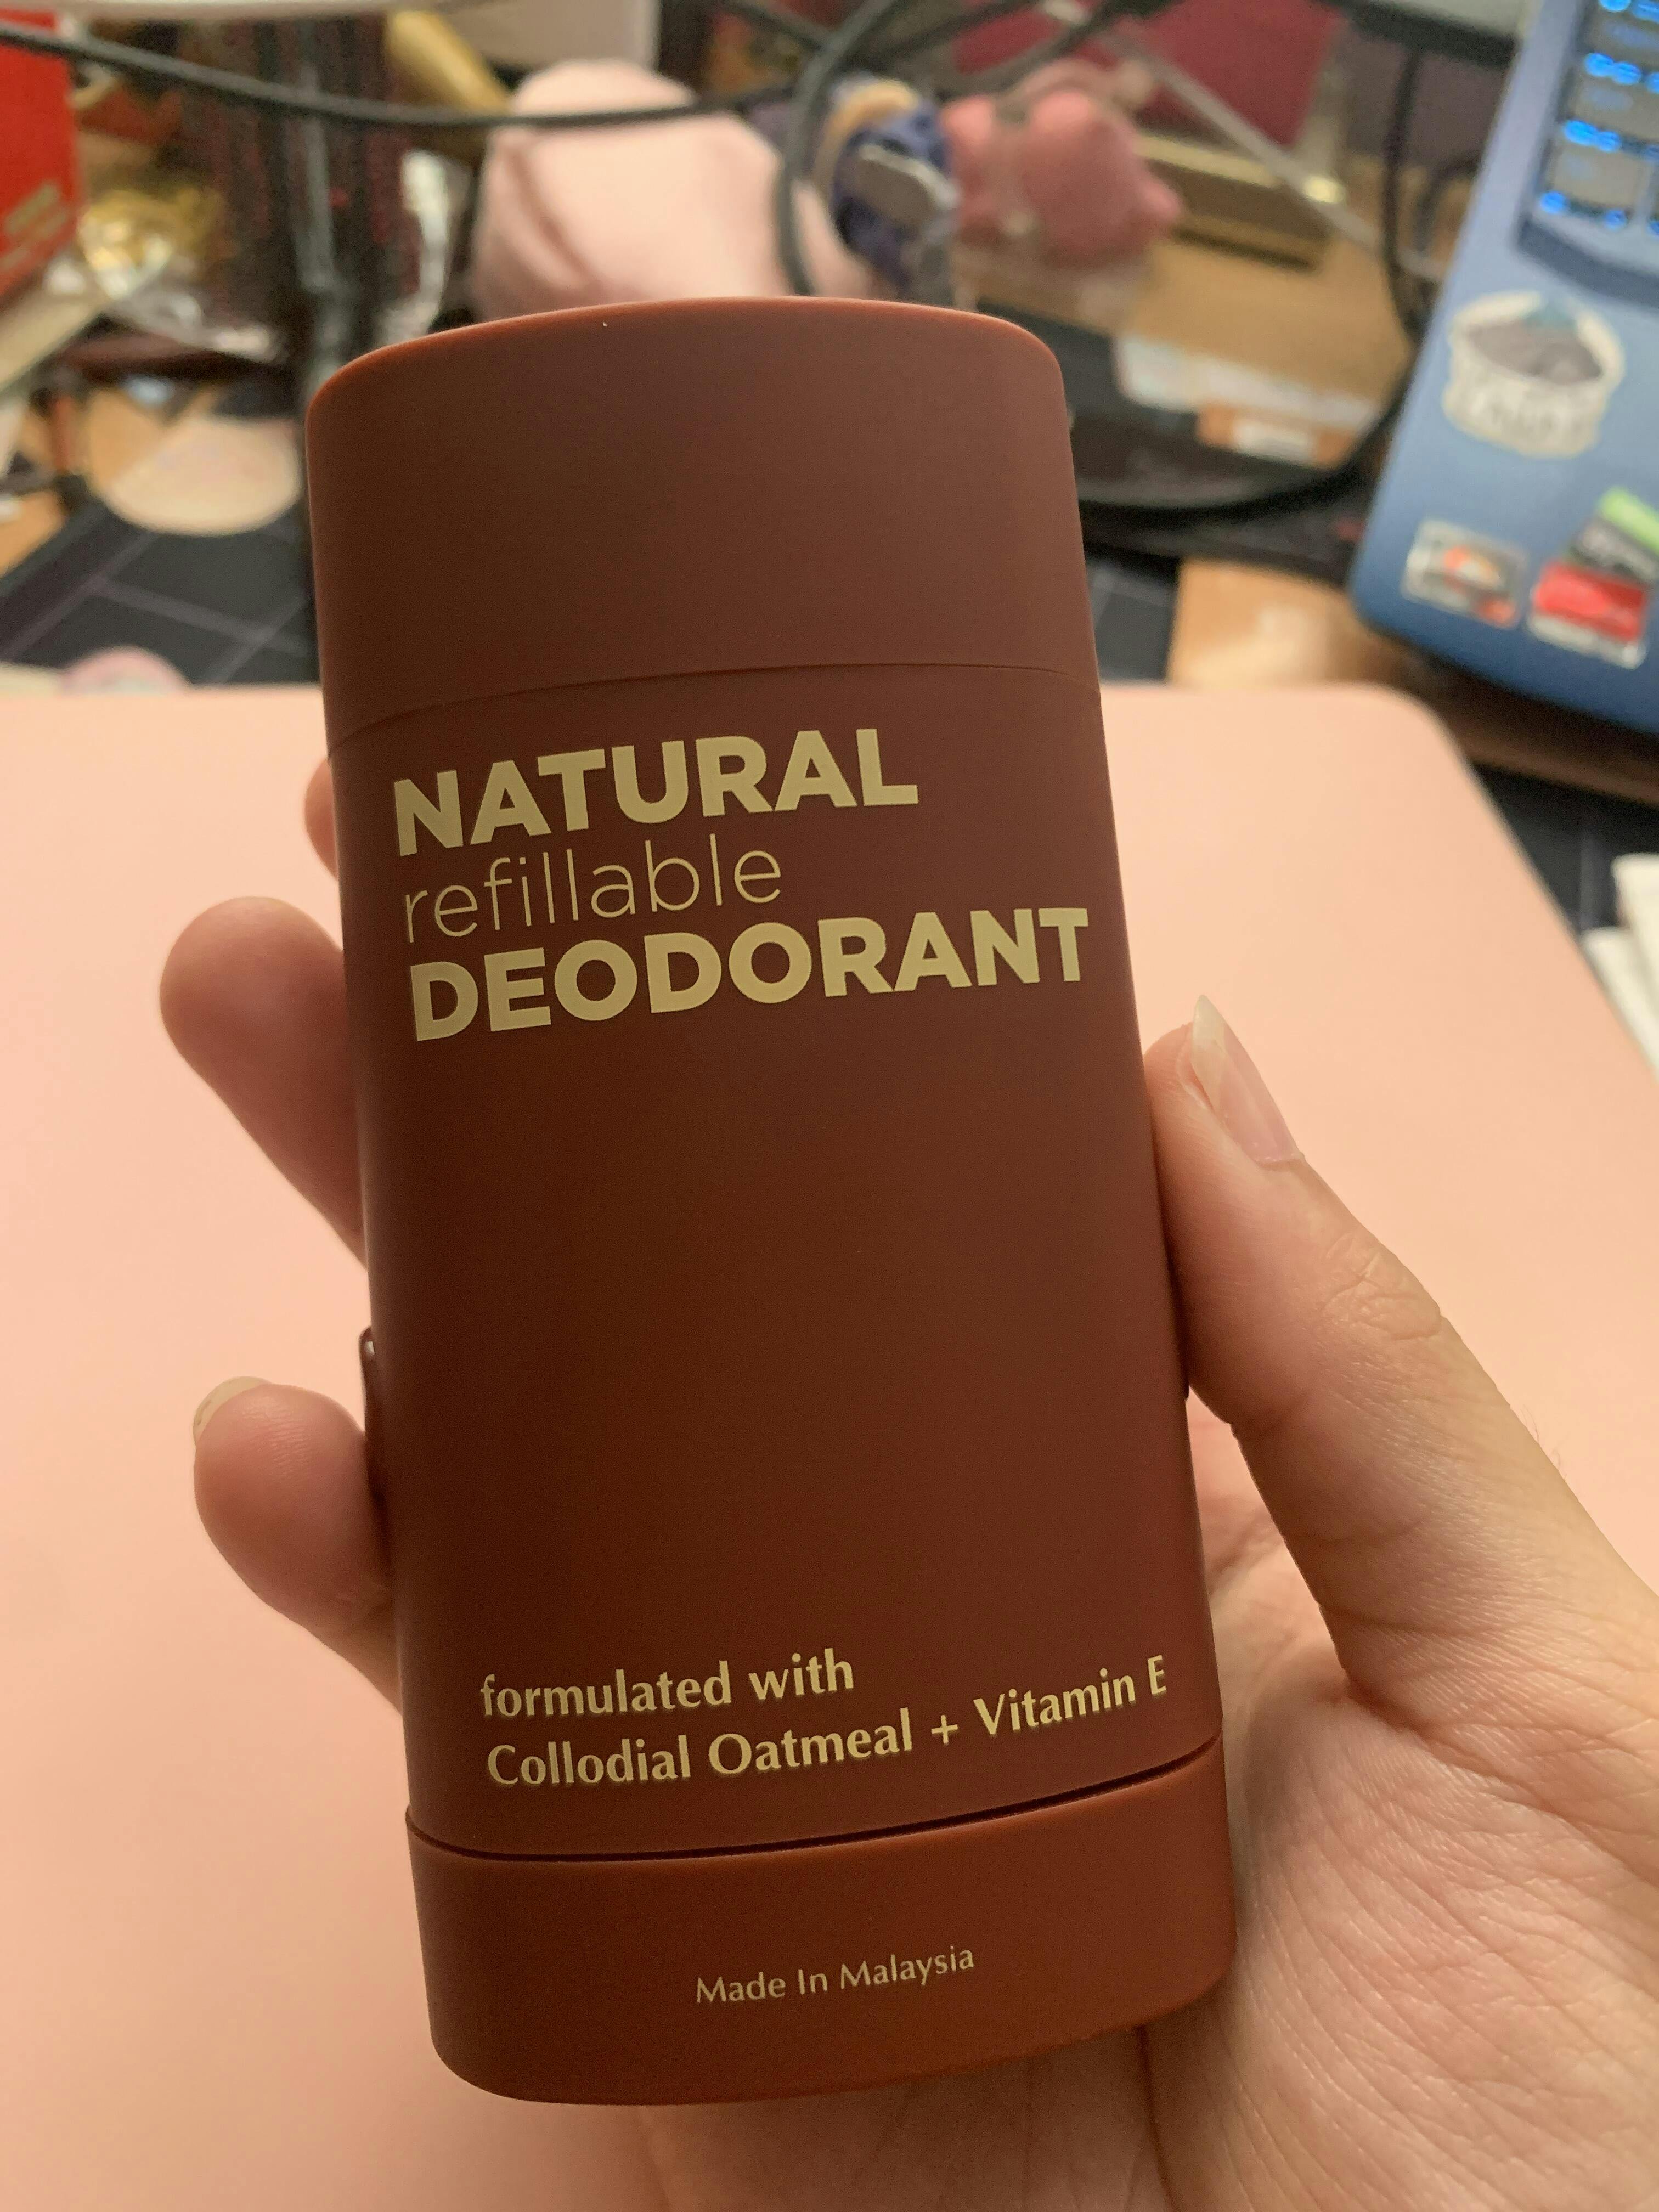 NATURAL
refillable
DEODORANT
formulated with
Collodial Oatmeal + Vitamin E
Made In Malaysia